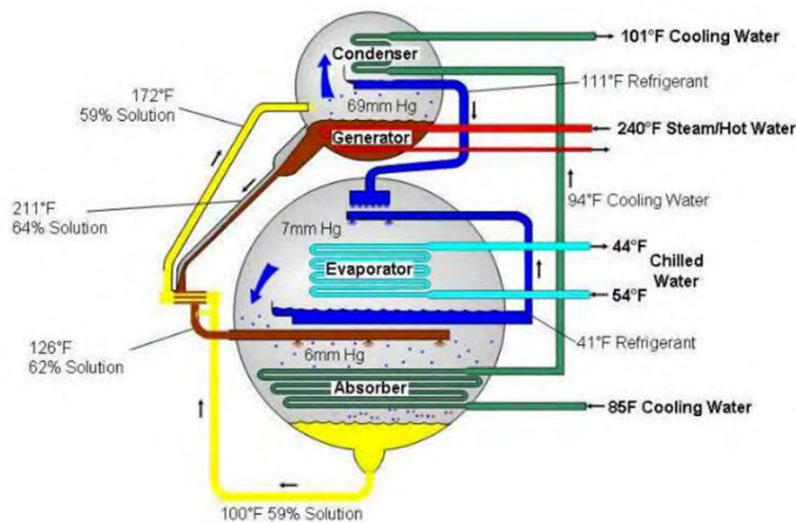 101°F Cooling Water
Condenser
111°F Refrigerant
172°F
59% Solution
69mm Hg
240°F Steam/Hot Water
Generator
211°F
64% Solution
94°F Cooling Water
7mm Hg
44°F
Evaporator
Chilled
Water
54°F
126°F
62% Solution
41°F Refrigerant
6mm Hg
Absorber
85F Cooling Water
100°F 59% Solution